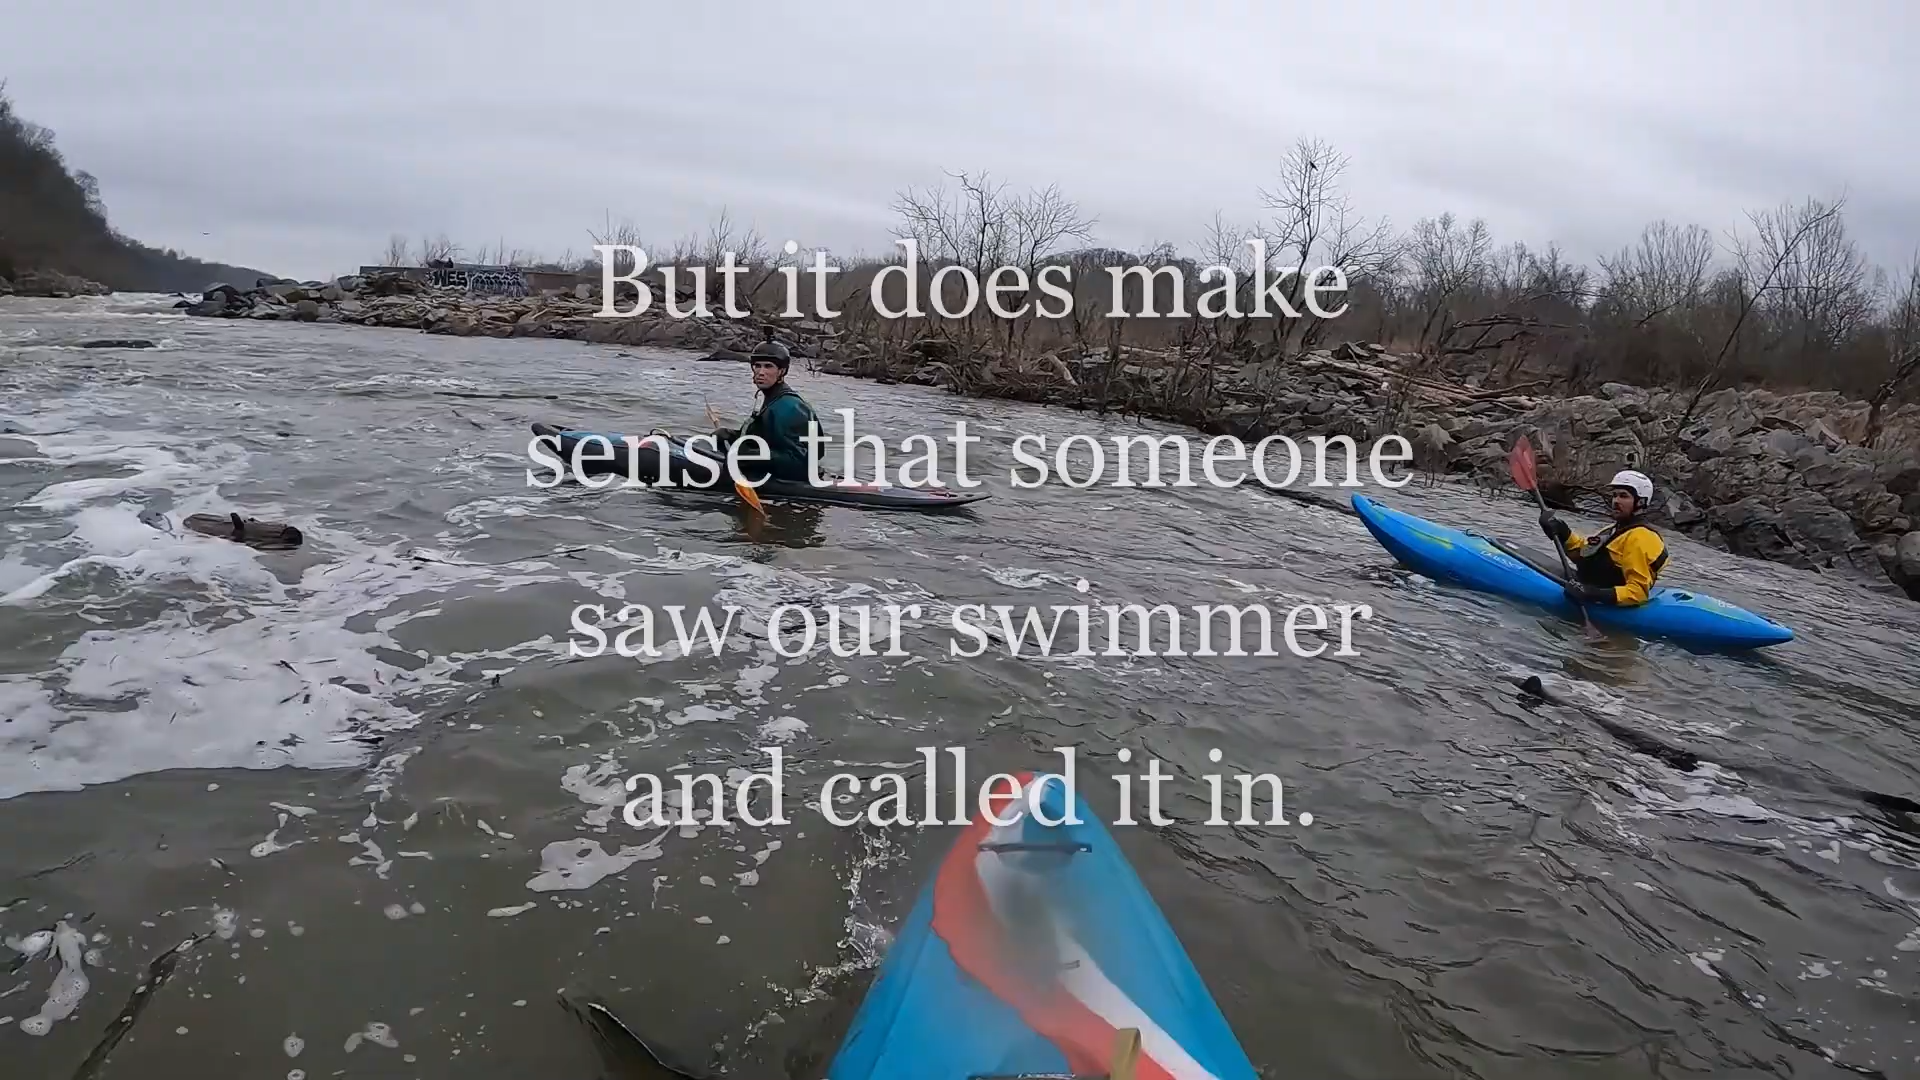 But it does make
sense that someone
saw our swimmer
and called it in.